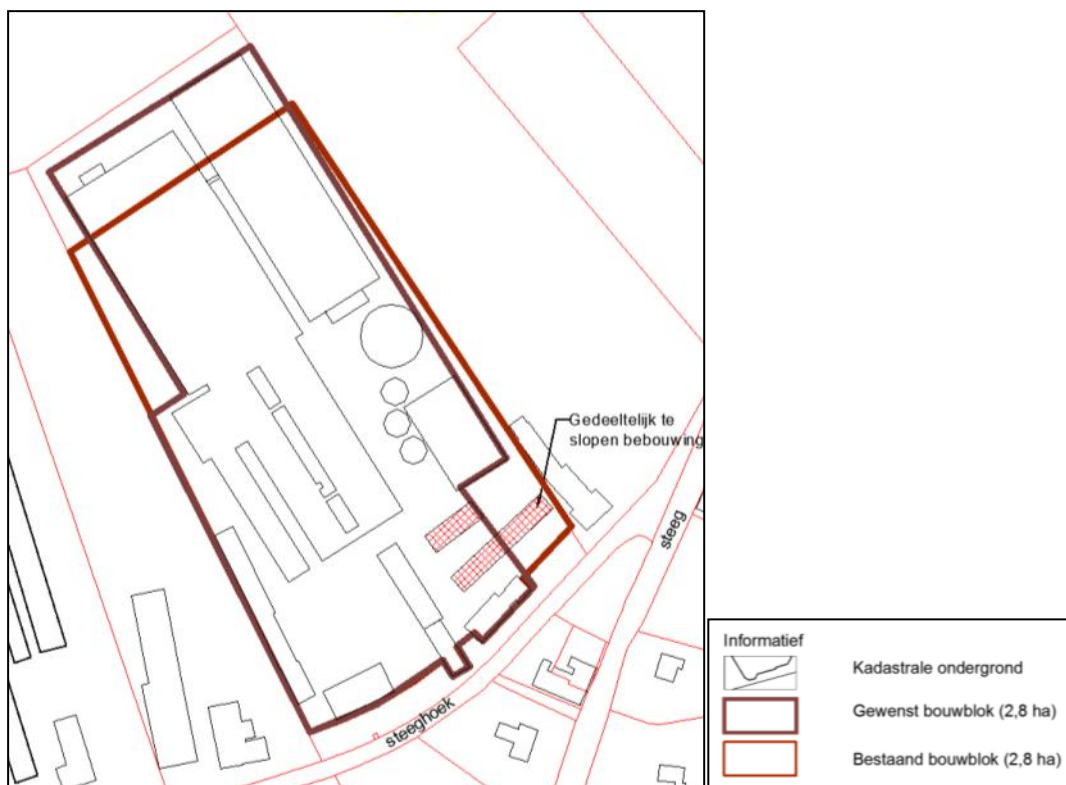 Gedeeltelijk te
slopen bebouwing
steeg
steeghoek
Informatief
Kadastrale ondergrond
Gewenst bouwblok (2,8 ha)
Bestaand bouwblok (2,8 ha)